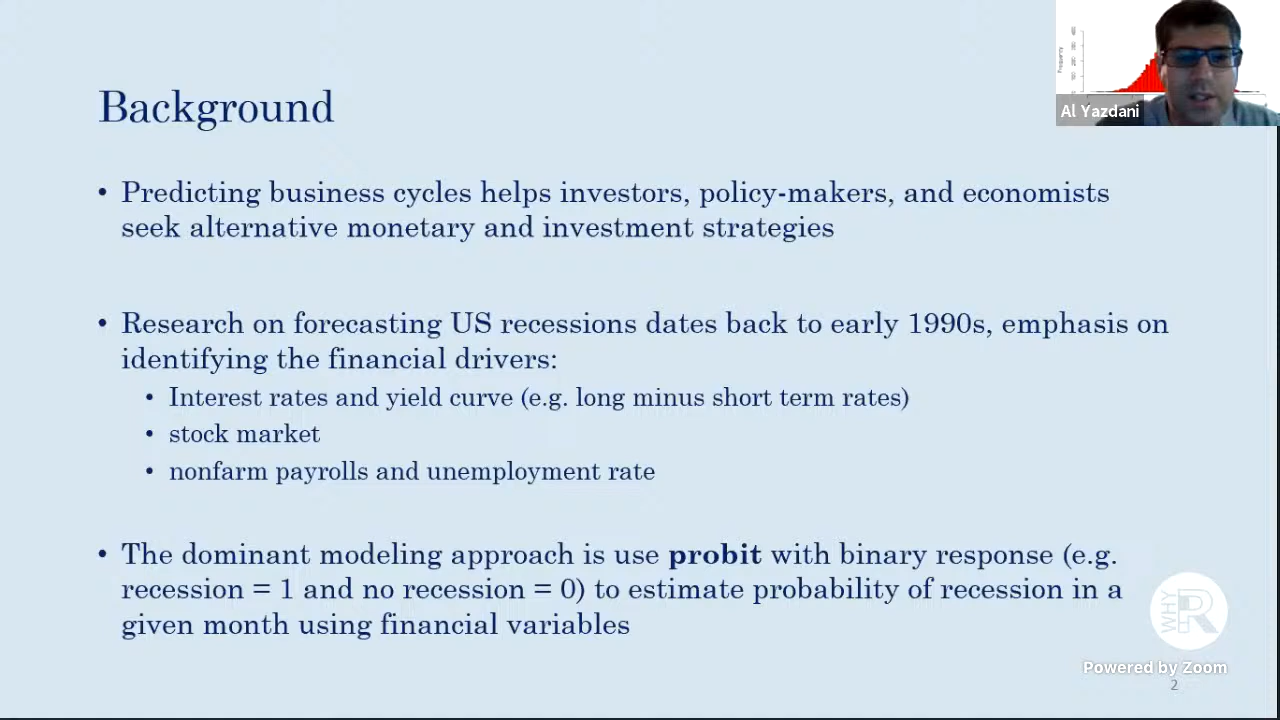 Background
Al Yazdani
• Predicting business cycles helps investors, policy-makers, and economists
seek alternative monetary and investment strategies
• Research on forecasting US recessions dates back to early 1990s, emphasis on
identifying the financial drivers:
• Interest rates and yield curve (e.g. long minus short term rates)
• stock market
• nonfarm payrolls and unemployment rate
• The dominant modeling approach is use probit with binary response (e.g.
recession = 1 and no recession = 0) to estimate probability of recession in a
given month using financial variables
WHY R
Powered by Zoom
2